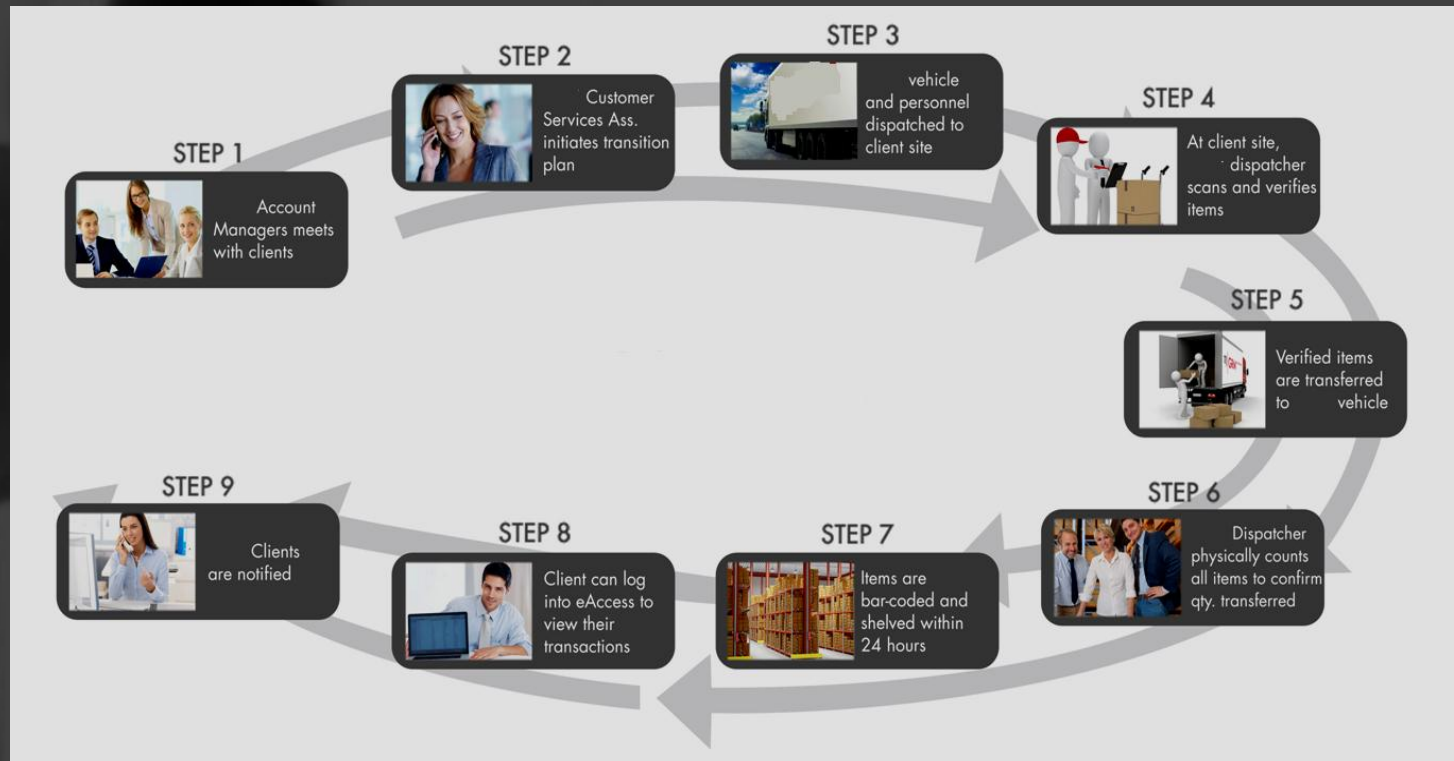 STEP 1
Account
Managers meets
with clients
STEP 2
Customer
Services Ass.
initiates transition
plan
STEP 3
vehicle
and personnel
dispatched to
client site
STEP 4
At client site,
dispatcher
scans and verifies
items
STEP 5
Verified items
are transferred
to vehicle
STEP 6
Dispatcher
physically counts
all items to confirm
qty. transferred
STEP 7
Items are
bar-coded and
shelved within
24 hours
STEP 8
Client can log
into eAccess to
view their
transactions
STEP 9
Clients
are notified